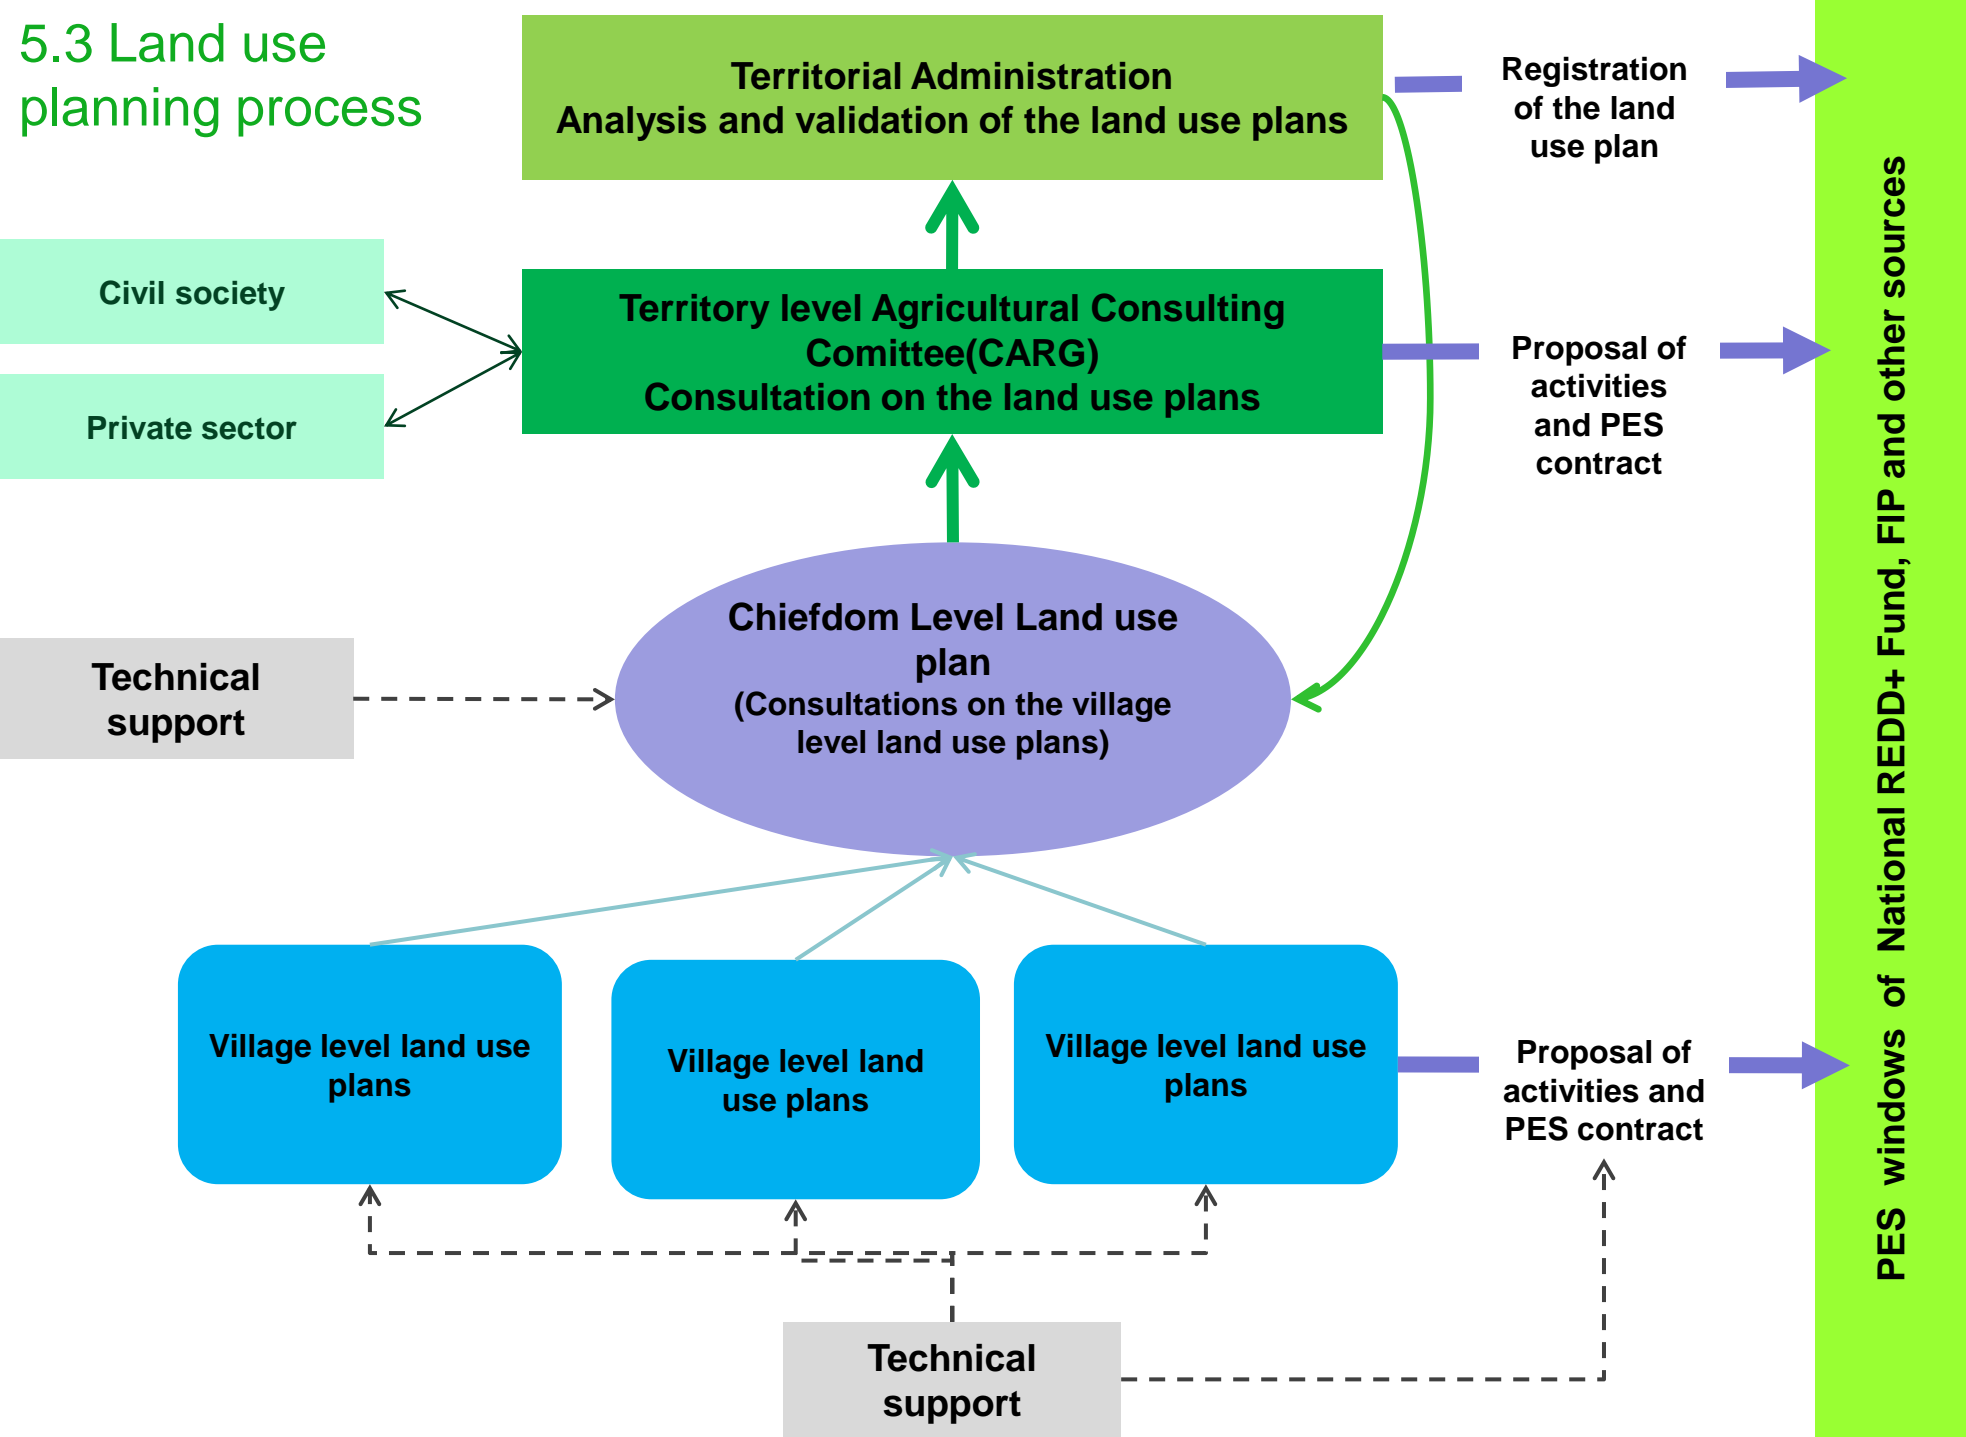 5.3 Land use
planning process
Territorial Administration
Analysis and validation of the land use plans
Registration
of the land
use plan
Civil society
Private sector
Territory level Agricultural Consulting
Comittee(CARG)
Consultation on the land use plans
Proposal of
activities
and PES
contract
Technical
support
Chiefdom Level Land use
plan
(Consultations on the village
level land use plans)
Village level land use
plans
Village level land
use plans
Village level land use
plans
Proposal of
activities and
PES contract
Technical
support
PES windows of National REDD+ Fund, FIP and other sources